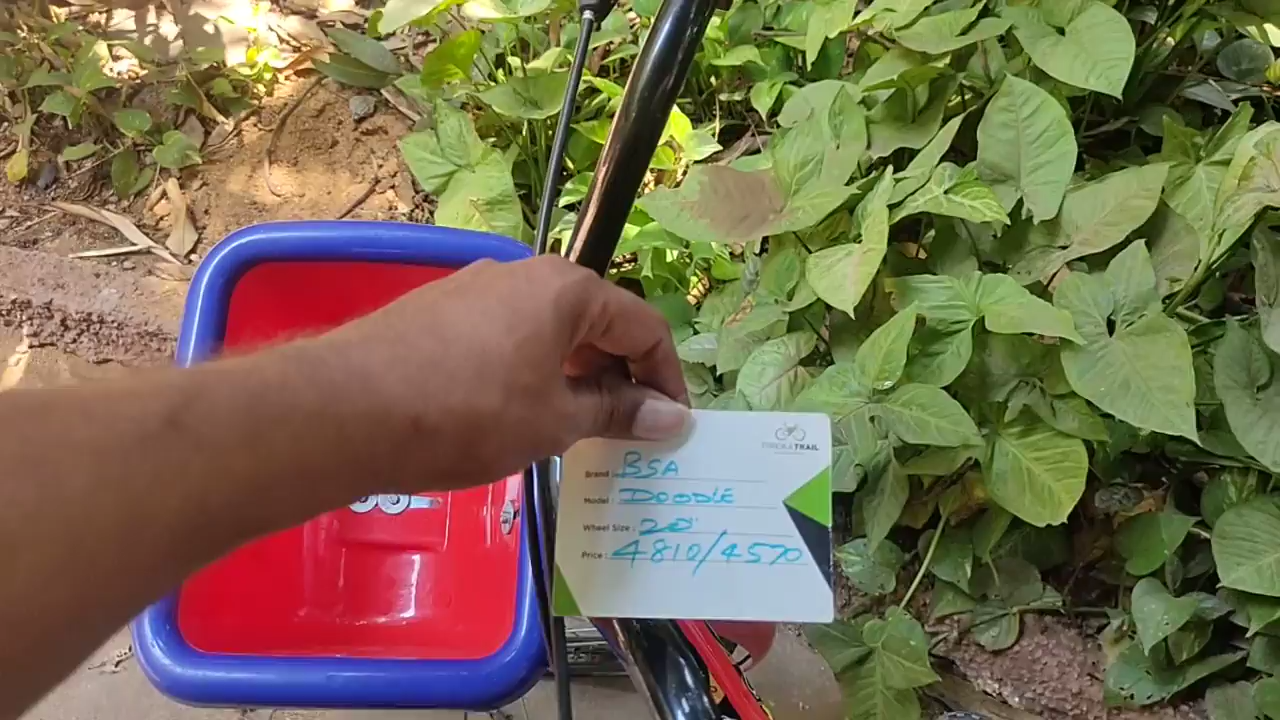 TRAIL
Brand : BSA
Model : DOODLE
Wheel Size : 20"
Price : 4810/4570